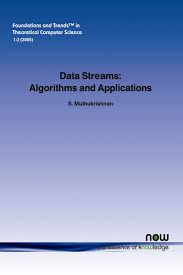 Foundations and Trends™ in
Theoretical Computer Science
1:2 (2005)
Data Streams:
Algorithms and Applications
S. Muthukrishnan
now
the essence of knowledge